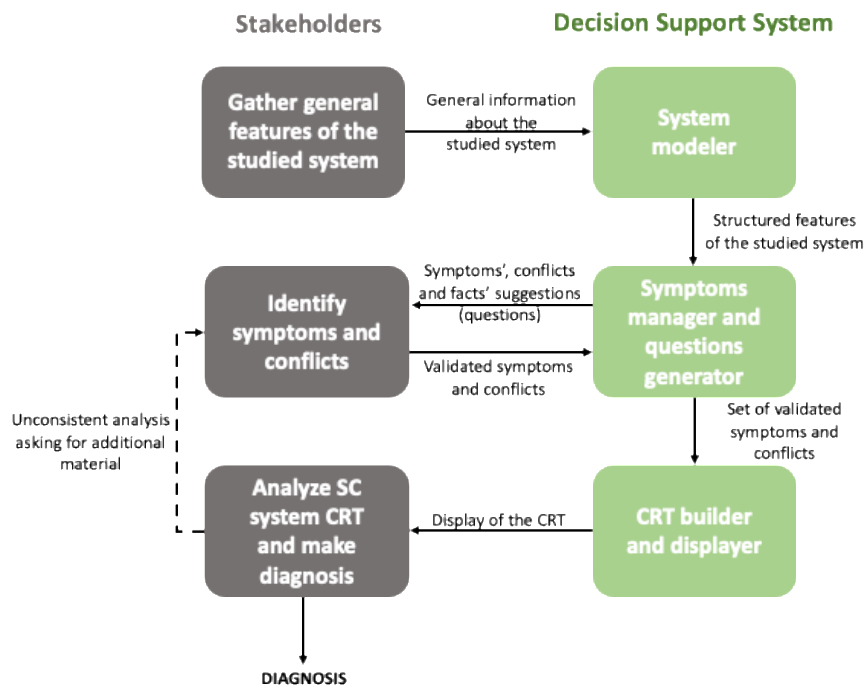 Stakeholders
Decision Support System
Gather general
features of the
studied system
General information
about the
studied system
System
modeler
Structured features
of the studied system
Identify
symptoms and
conflicts
Symptoms’, conflicts
and facts’ suggestions
(questions)
Validated symptoms
and conflicts
Symptoms
manager and
questions
generator
Unconsistent analysis
asking for additional
material
Set of validated
symptoms and
conflicts
Analyze SC
system CRT
and make
diagnosis
Display of the CRT
CRT builder
and displayer
DIAGNOSIS